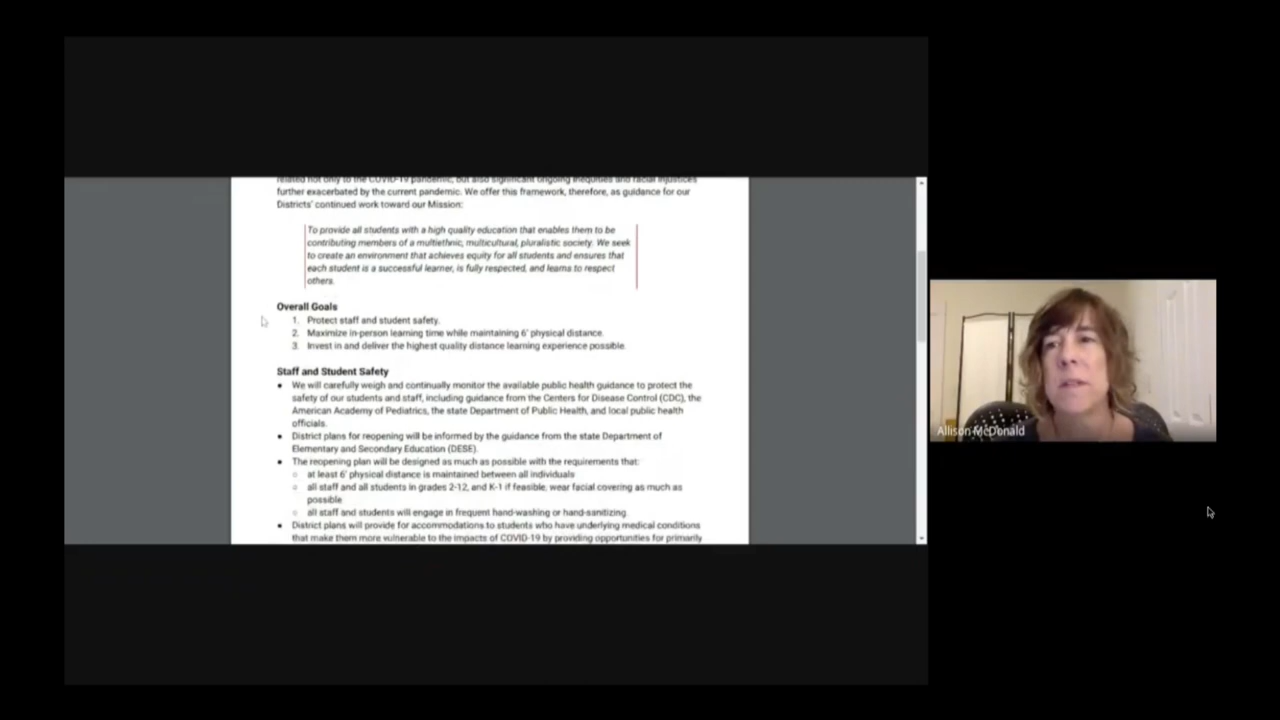 related not only to the COVID-19 pandemic, but also significant ongoing inequities and racial injustices
further exacerbated by the current pandemic. We offer this framework, therefore, as guidance for our
Districts' continued work toward our Mission:
To provide all students with a high quality education that enables them to be
contributing members of a multiethnic, multicultural, pluralistic society. We seek
to create an environment that achieves equity for all students and ensures that
each student is a successful learner, is fully respected, and learns to respect
others.
Overall Goals
1. Protect staff and student safety.
2. Maximize in-person learning time while maintaining 6' physical distance.
3. Invest in and deliver the highest quality distance learning experience possible.
Staff and Student Safety
● We will carefully weigh and continually monitor the available public health guidance to protect the
safety of our students and staff, including guidance from the Centers for Disease Control (CDC), the
American Academy of Pediatrics, the state Department of Public Health, and local public health
officials.
● District plans for reopening will be informed by the guidance from the state Department of
Elementary and Secondary Education (DESE).
● The reopening plan will be designed as much as possible with the requirements that:
○ at least 6' physical distance is maintained between all individuals
○ all staff and all students in grades 2-12, and K-1 if feasible, wear facial covering as much as
possible
○ all staff and students will engage in frequent hand-washing or hand-sanitizing.
● District plans will provide for accommodations to students who have underlying medical conditions
that make them more vulnerable to the impacts of COVID-19 by providing opportunities for primarily
Allison McDonald